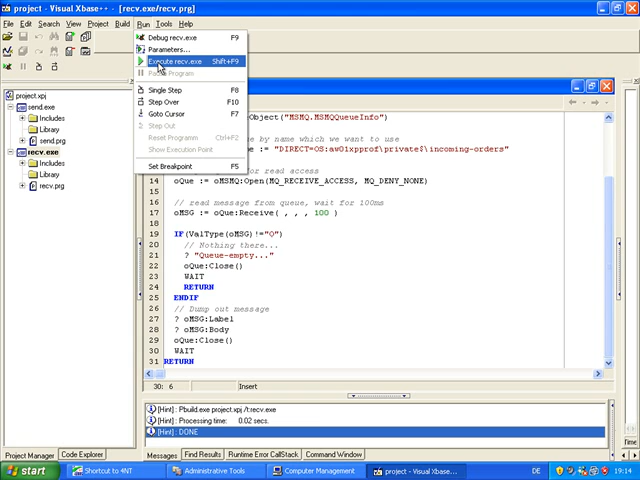 project - Visual Xbase++ - [recv.exe/recv.prg]
File Edit Search View Project Build Run Tools Help
Debug recv.exe F9
Parameters...
Execute recv.exe Shift+F9
Program
Single Step F8
Step Over F10
Goto Cursor F7
Step Out
Reset Programm Ctrl+F2
Show Execution Point
Set Breakpoint F5
project.xpj
send.exe
Includes
Library
send.prg
recv.exe
Includes
Library
recv.prg
Object("MSMQ.MSMQQueueInfo")
e by name which we want to use
e := "DIRECT=OS:aw01xpprof\private$\incoming-orders"
for read access
14 oQue := oMSMQ:Open(MQ_RECEIVE_ACCESS, MQ_DENY_NONE)
15
16 // read message from queue, wait for 100ms
17 oMSG := oQue:Receive( , , , 100 )
18
19 IF(ValType(oMSG)!="O")
20 // Nothing there...
21 ? "Queue-empty..."
22 oQue:Close()
23 WAIT
24 RETURN
25 ENDIF
26 // Dump out message
27 ? oMSG:Label
28 ? oMSG:Body
29 oQue:Close()
30 WAIT
31 RETURN
30: 6 Insert
[Hint] : Pbuild.exe project.xpj /t:recv.exe
[Hint] : Processing time: 0.02 secs.
[Hint] : DONE
Project Manager Code Explorer
Messages Find Results Runtime Error CallStack Command Window
Time
start Shortcut to 4NT Administrative Tools Computer Management project - Visual Xbase... DE 19:14